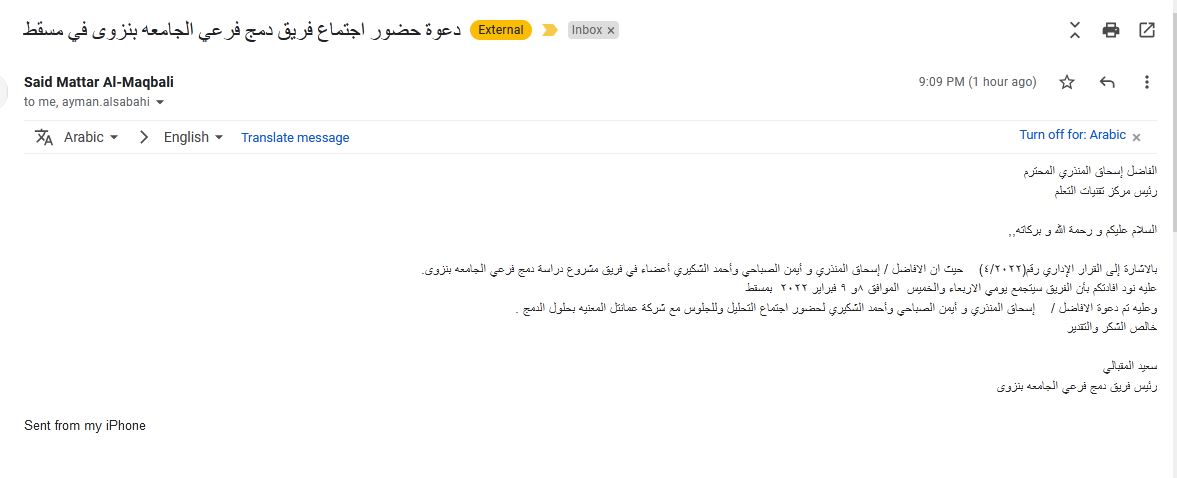 دعوة حضور اجتماع فريق دمج فرعي الجامعه بنزوى في مسقط External Inbox ×
Said Mattar Al-Maqbali 9:09 PM (1 hour ago)
to me, ayman.alsabahi
Arabic > English Translate message Turn off for: Arabic ×
الفاضل إسحاق المنذري المحترم
رئيس مركز تقنيات التعلم
السلام عليكم و رحمة الله و بركاته,,
بالاشارة إلى القرار الإداري رقم(٤/٢٠٢٢) حيث ان الافاضل / إسحاق المنذري و أيمن الصباحي وأحمد الشكيري أعضاء في فريق مشروع دراسة دمج فرعي الجامعه بنزوى.
عليه نود افادتكم بأن الفريق سيتجمع يومي الاربعاء والخميس الموافق ٨و ٩ فبراير ٢٠٢٢ بمسقط
وعليه تم دعوة الافاضل / إسحاق المنذري و أيمن الصباحي وأحمد الشكيري لحضور اجتماع التحليل وللجلوس مع شركة عمانتل المعنيه بحلول الدمج .
خالص الشكر والتقدير
سعيد المقبالي
رئيس فريق دمج فرعي الجامعه بنزوى
Sent from my iPhone